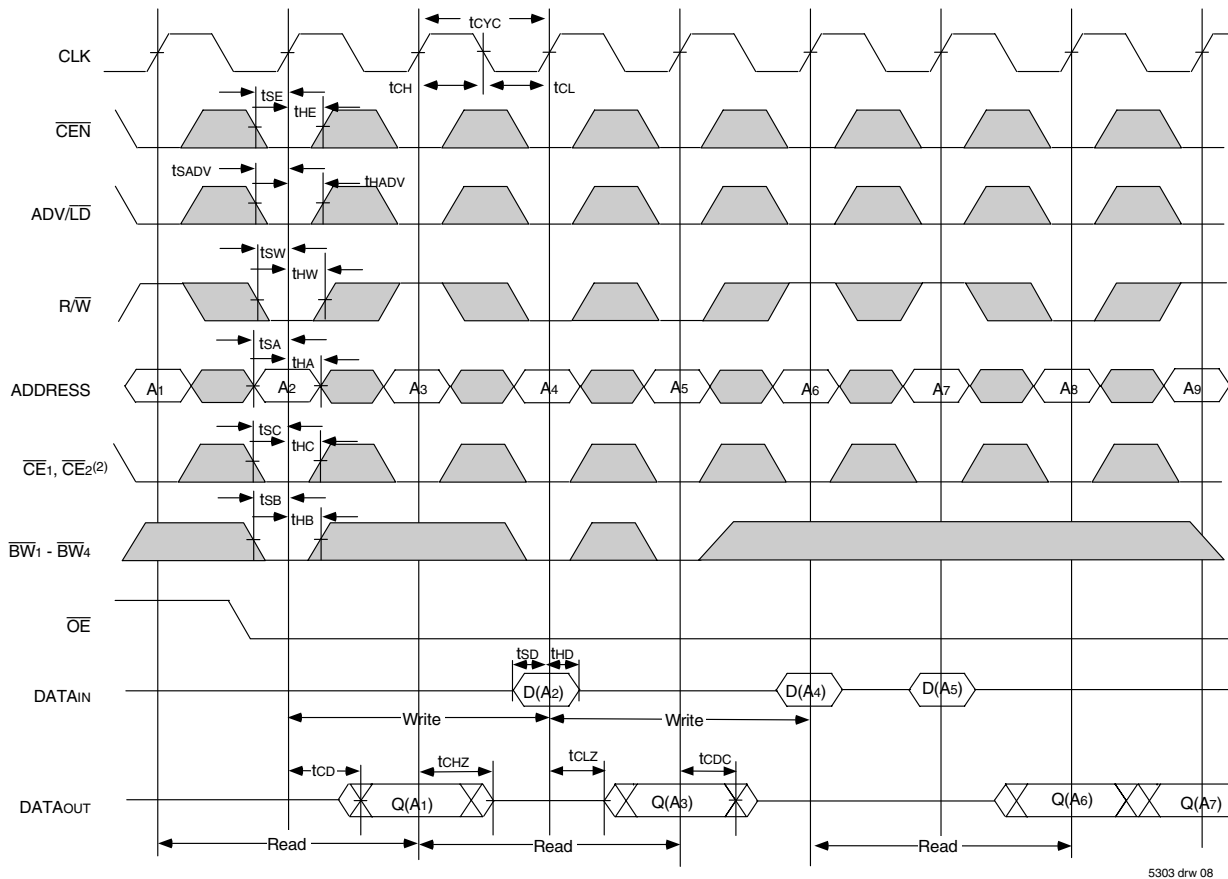 tCYC
CLK
tCH
tCL
tSE
tHE
CEN
tSADV
tHADV
ADV/LD
tSW
tHW
R/W
tSA
tHA
ADDRESS
A1 A2 A3 A4 A5 A6 A7 A8 A9
tSC
tHC
CE1, CE2(2)
tSB
tHB
BW1 - BW4
OE
tSD tHD
DATAIN
D(A2) D(A4) D(A5)
Write Write
tCD tCHZ tCLZ tCDC
DATAOUT
Q(A1) Q(A3) Q(A6) Q(A7)
Read Read Read
5303 drw 08